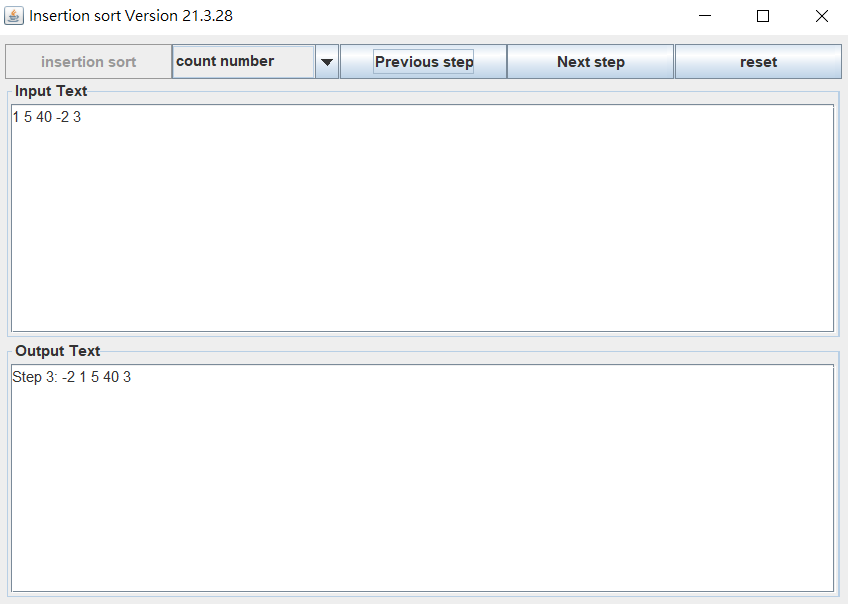 Insertion sort Version 21.3.28
insertion sort count number Previous step Next step reset
Input Text
1 5 40 -2 3
Output Text
Step 3: -2 1 5 40 3